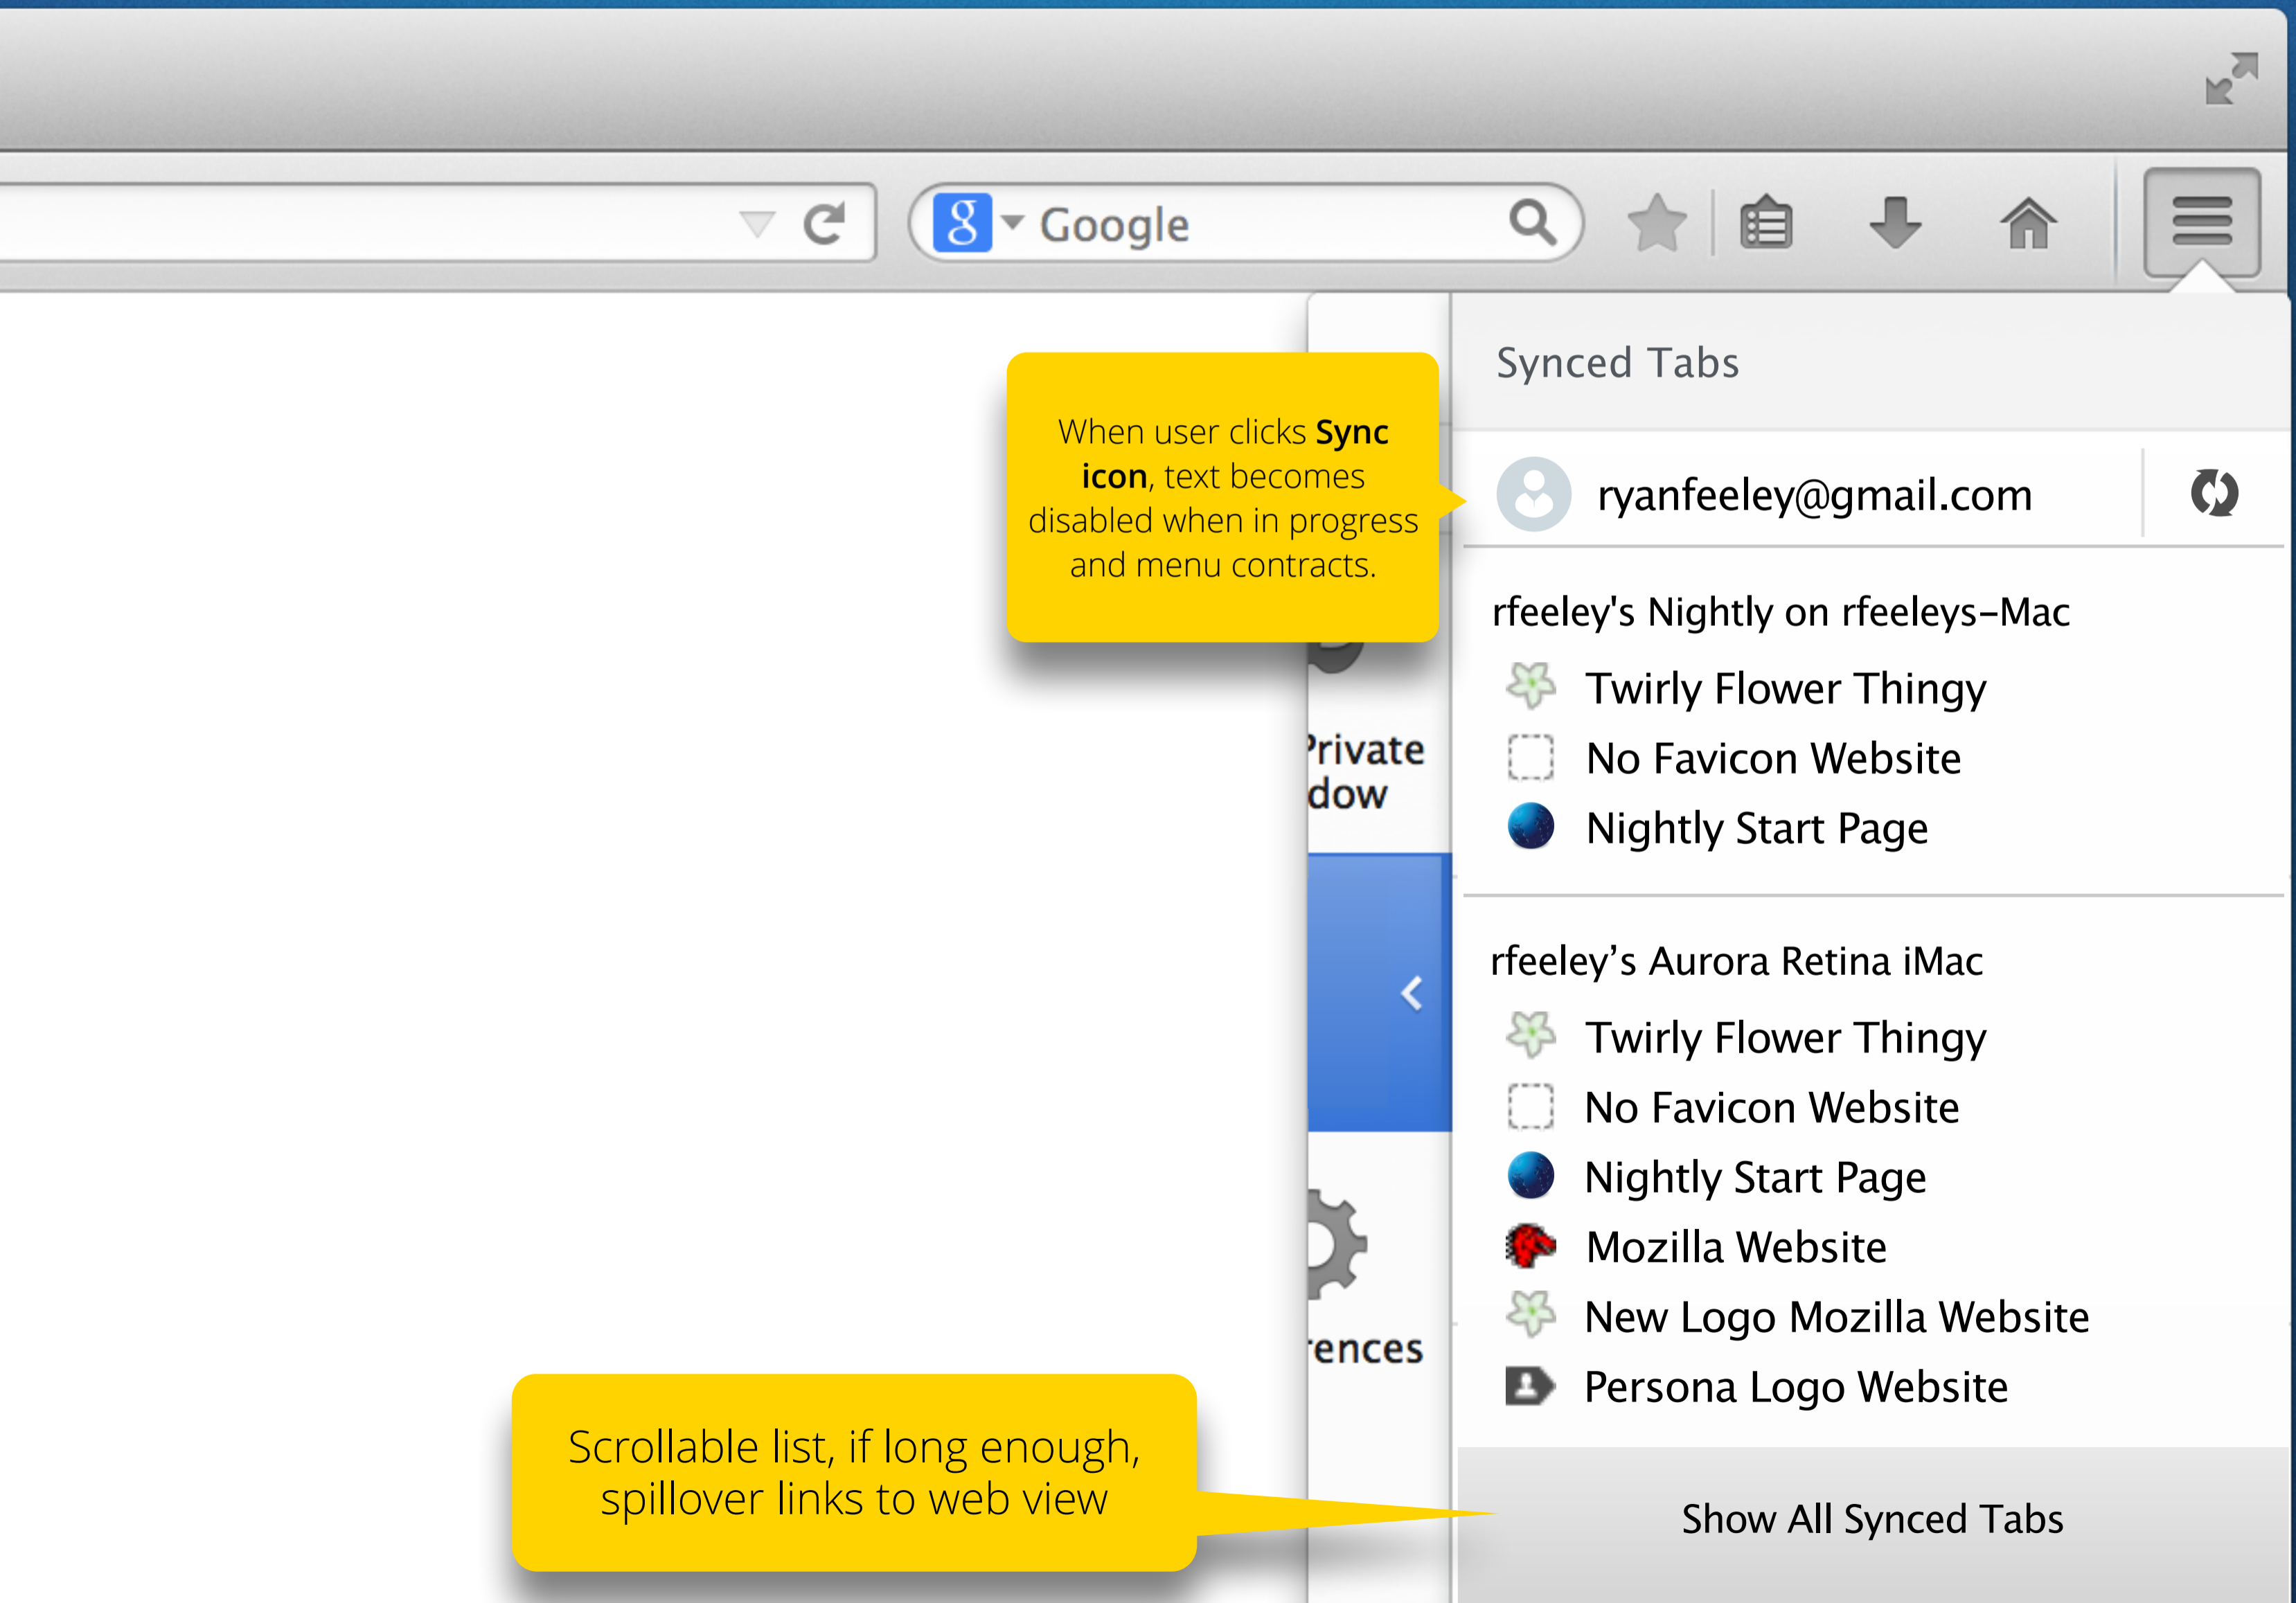 Google
Synced Tabs
When user clicks Sync
icon, text becomes
disabled when in progress
and menu contracts.
ryanfeeley@gmail.com
rfeeley's Nightly on rfeeleys-Mac
Twirly Flower Thingy
No Favicon Website
Nightly Start Page
Private
dow
rfeeley’s Aurora Retina iMac
Twirly Flower Thingy
No Favicon Website
Nightly Start Page
Mozilla Website
New Logo Mozilla Website
Persona Logo Website
rences
Scrollable list, if long enough,
spillover links to web view
Show All Synced Tabs